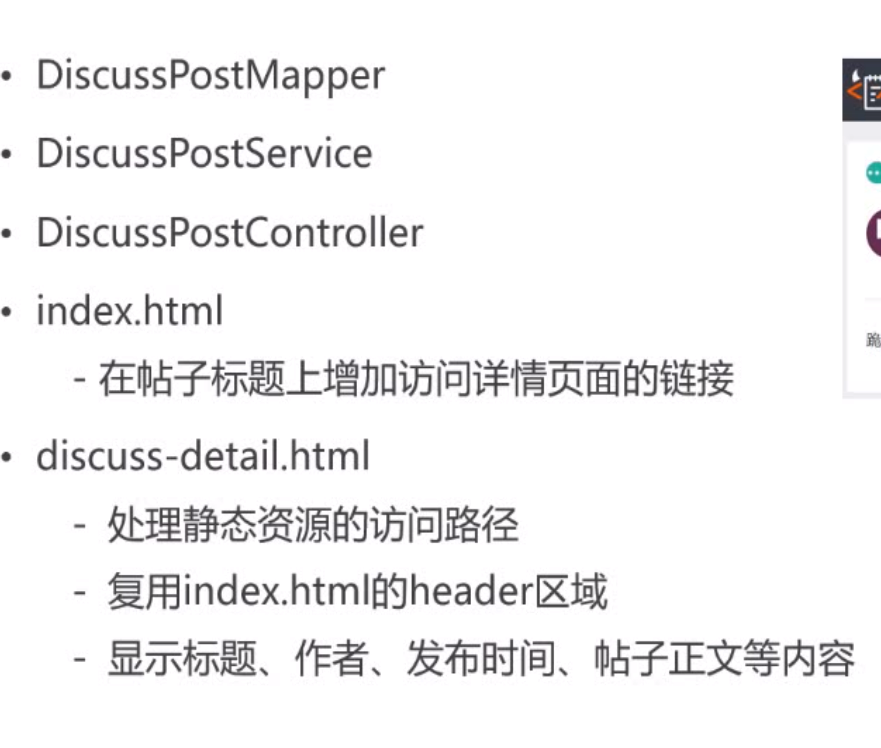 • DiscussPostMapper
• DiscussPostService
• DiscussPostController
• index.html
- 在帖子标题上增加访问详情页面的链接
• discuss-detail.html
- 处理静态资源的访问路径
- 复用index.html的header区域
- 显示标题、作者、发布时间、帖子正文等内容
跪